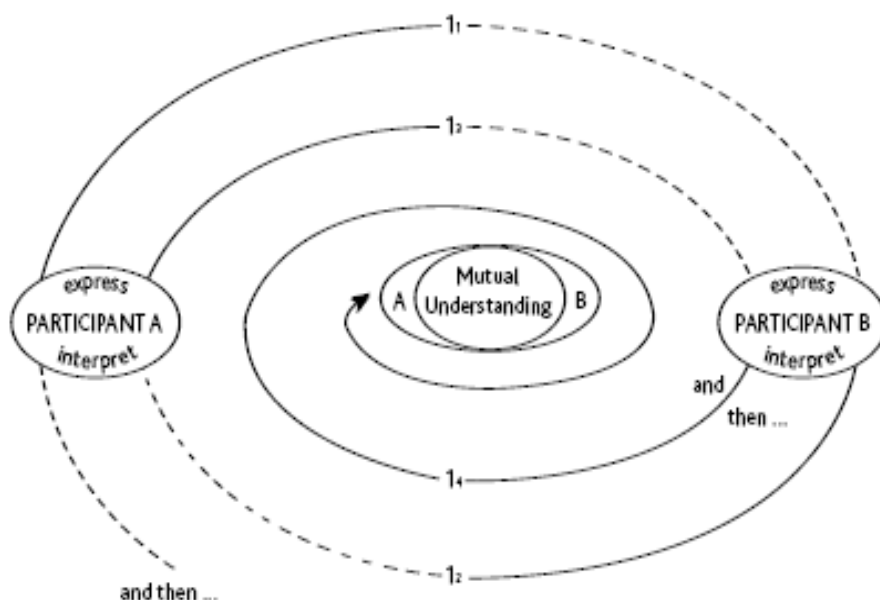 1₁
1₃
express
PARTICIPANT A
interpret
A
Mutual
Understanding
B
express
PARTICIPANT B
interpret
and
then ...
1₄
1₂
and then ...